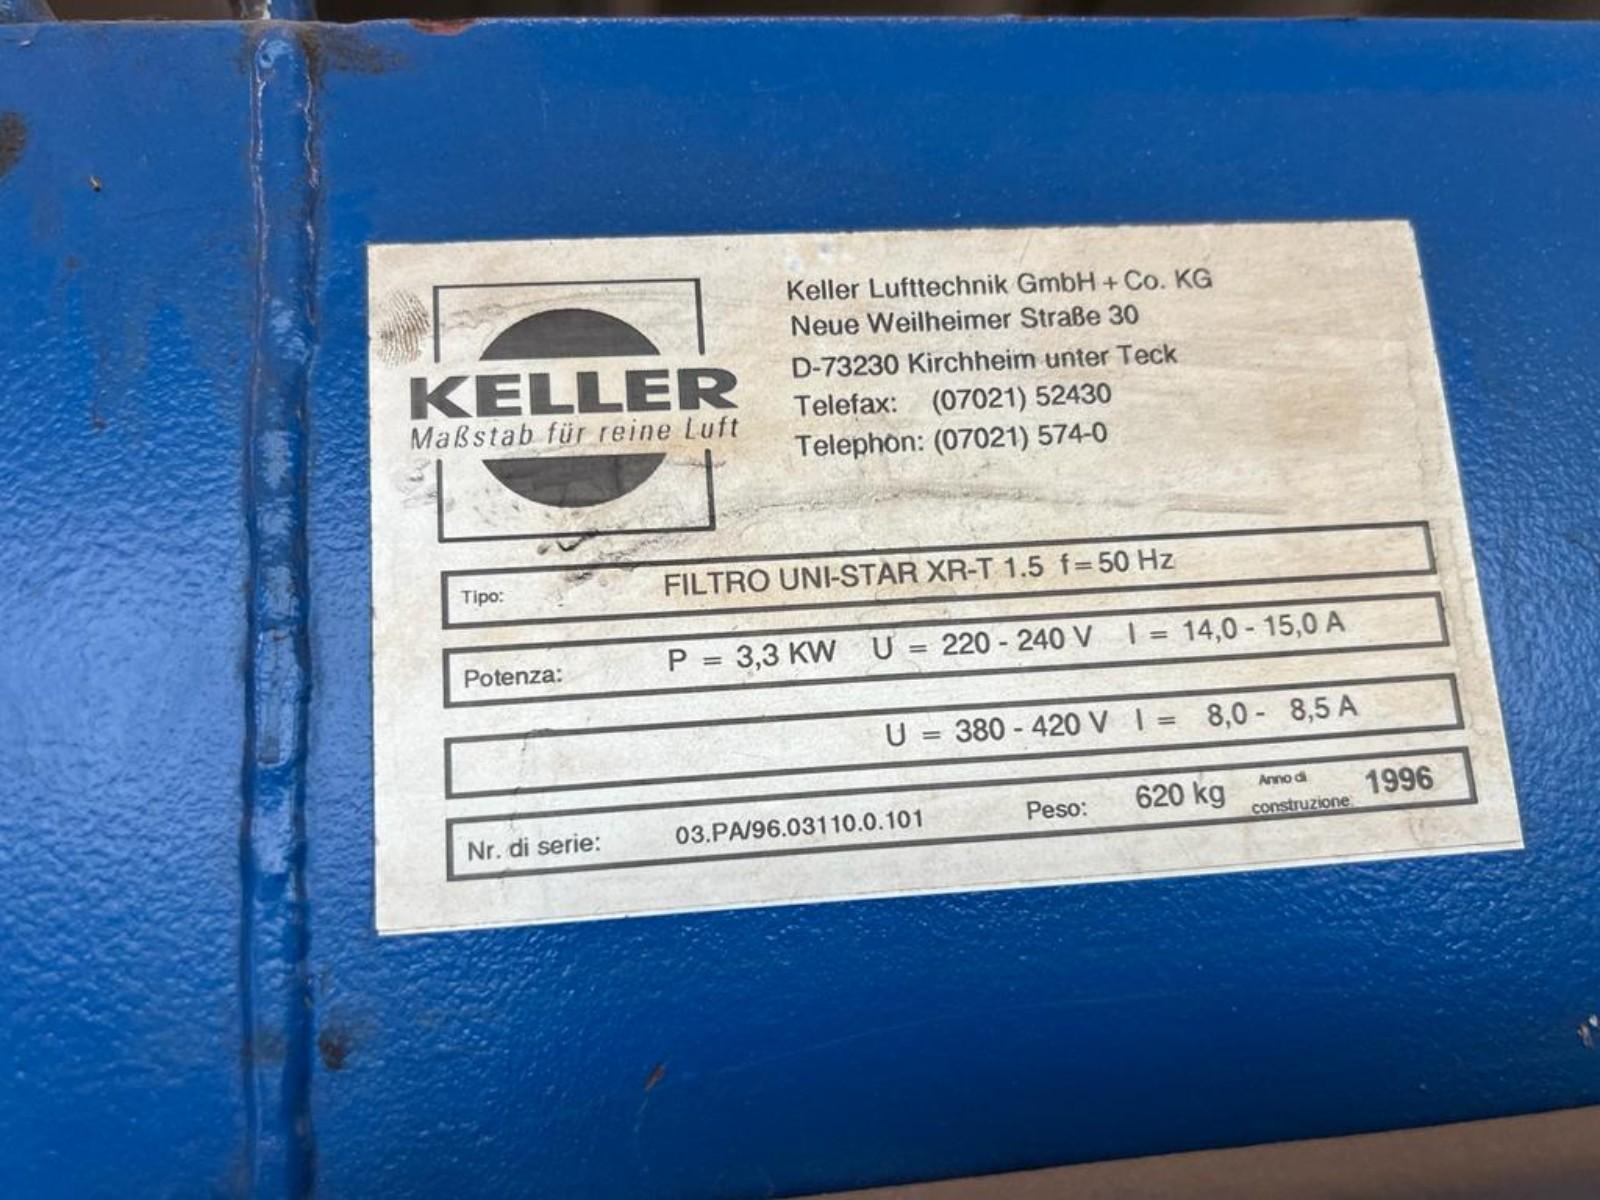 KELLER
Maßstab für reine Luft
Keller Lufttechnik GmbH + Co. KG
Neue Weilheimer Straße 30
D-73230 Kirchheim unter Teck
Telefax: (07021) 52430
Telephon: (07021) 574-0
Tipo: FILTRO UNI-STAR XR-T 1.5 f = 50 Hz
Potenza: P = 3,3 KW U = 220 - 240 V I = 14,0 - 15,0 A
U = 380 - 420 V I = 8,0 - 8,5 A
Nr. di serie: 03.PA/96.03110.0.101 Peso: 620 kg Anno di construzione: 1996